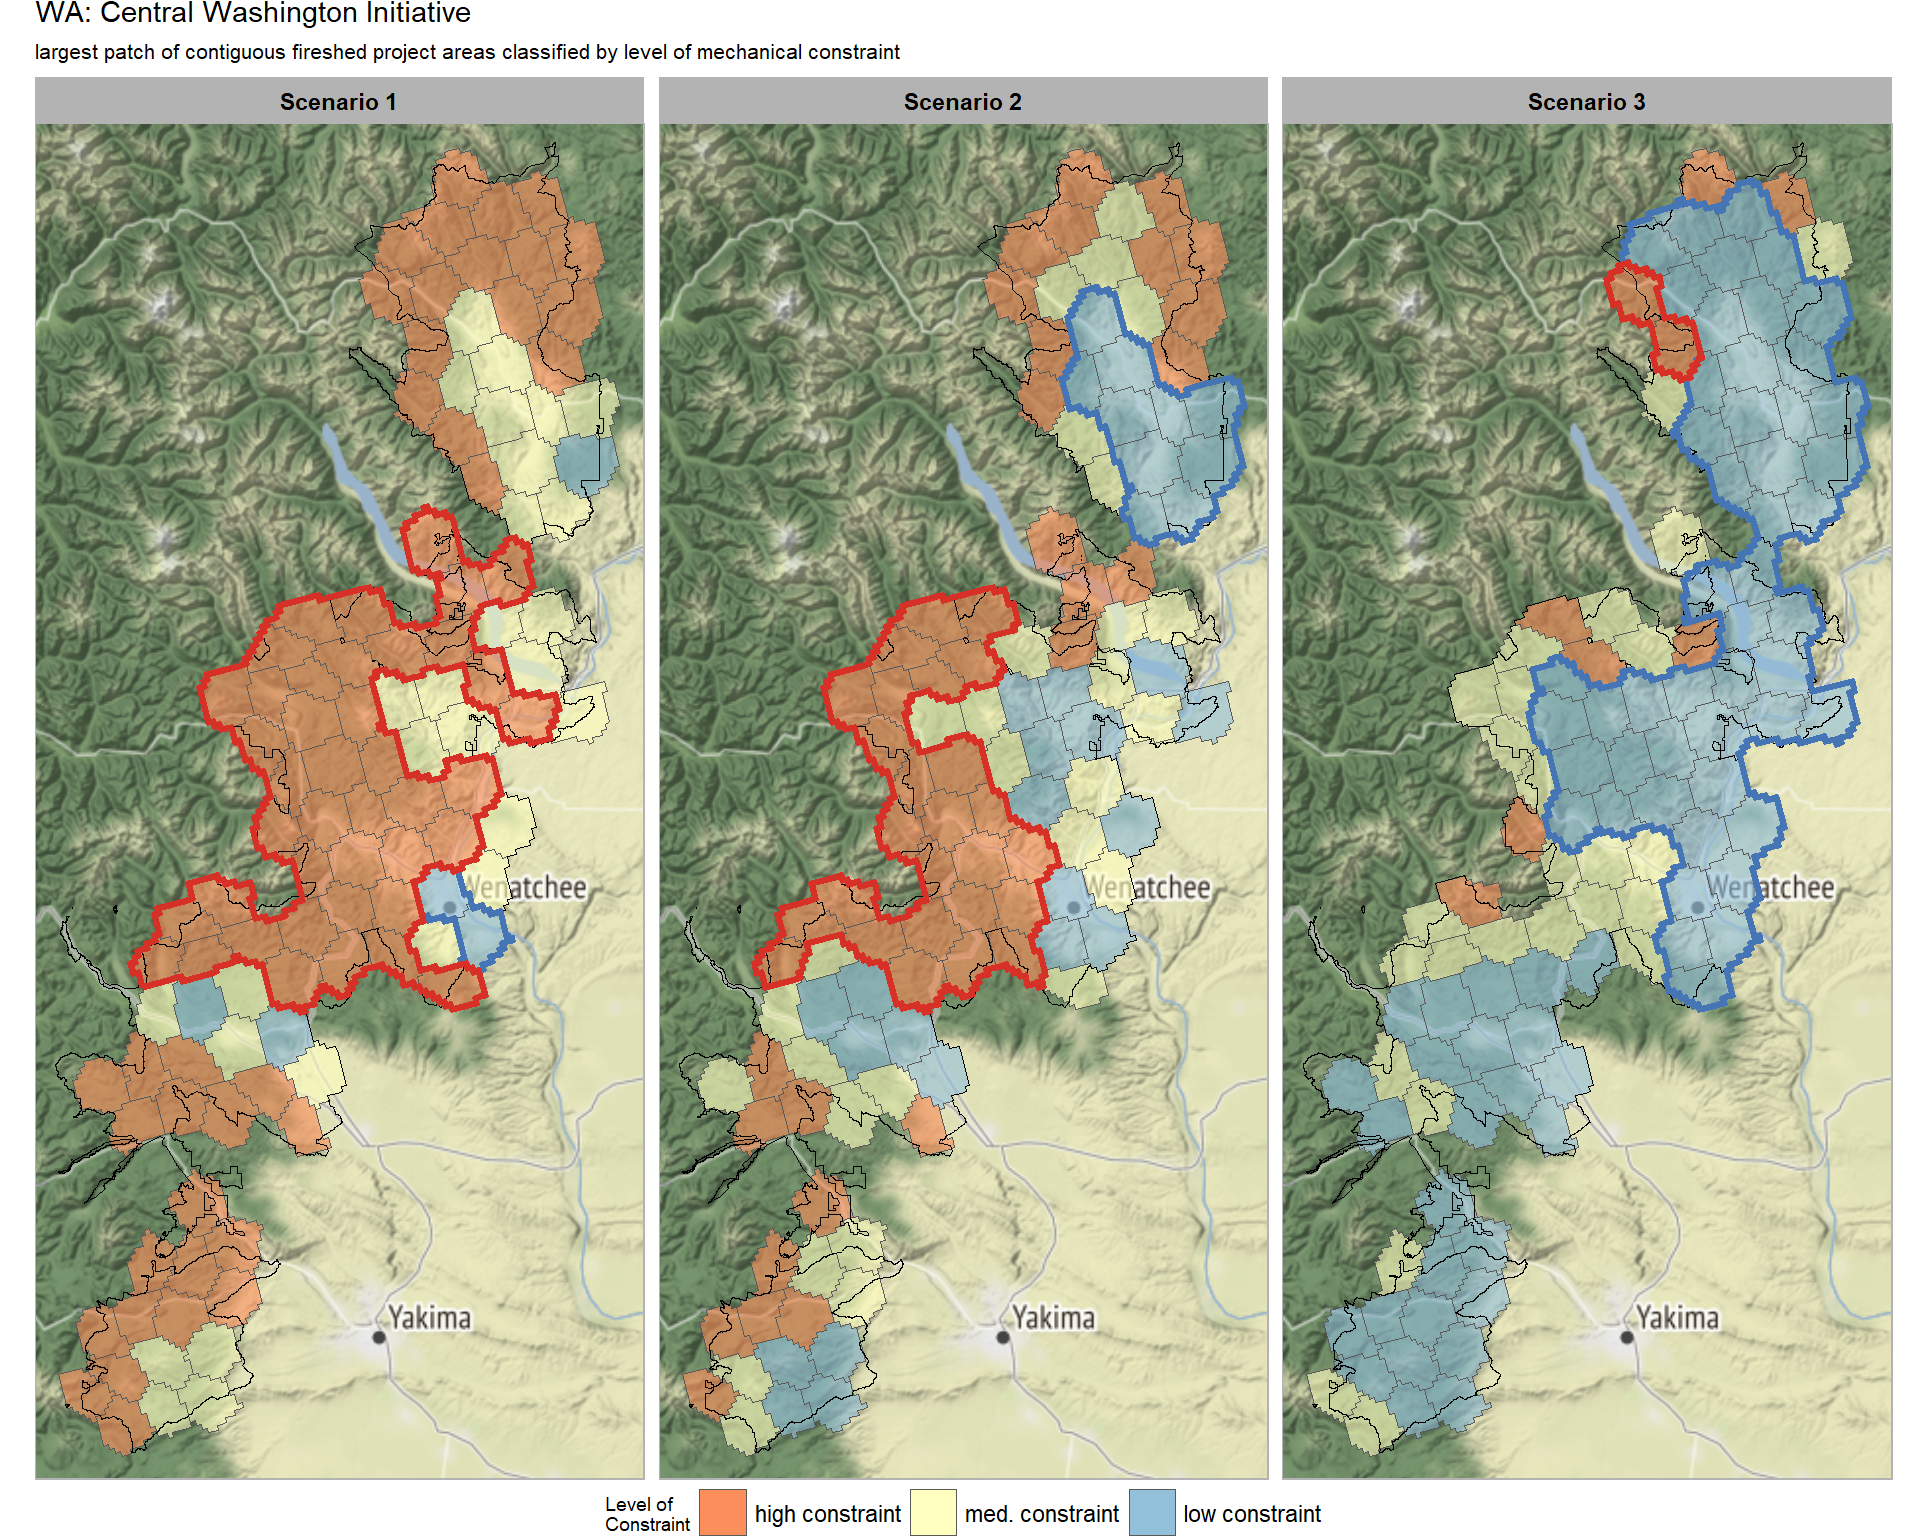 WA: Central Washington Initiative
largest patch of contiguous fireshed project areas classified by level of mechanical constraint
Scenario 1
Scenario 2
Scenario 3
Wenatchee
Wenatchee
Wenatchee
Yakima
Yakima
Yakima
Level of
Constraint
high constraint
med. constraint
low constraint